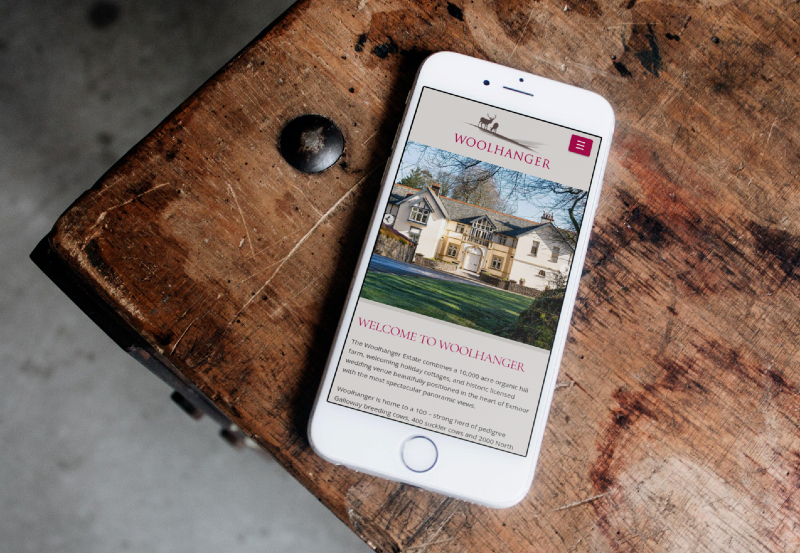 WOOLHANGER
WELCOME TO WOOLHANGER
The Woolhanger Estate combines a 10,000 acre organic hill
farm, welcoming holiday cottages, and historic licensed
wedding venue beautifully positioned in the heart of Exmoor
with the most spectacular panoramic views.
Woolhanger is home to a 100 – strong herd of pedigree
Galloway breeding cows, 400 suckler cows and 2000 North